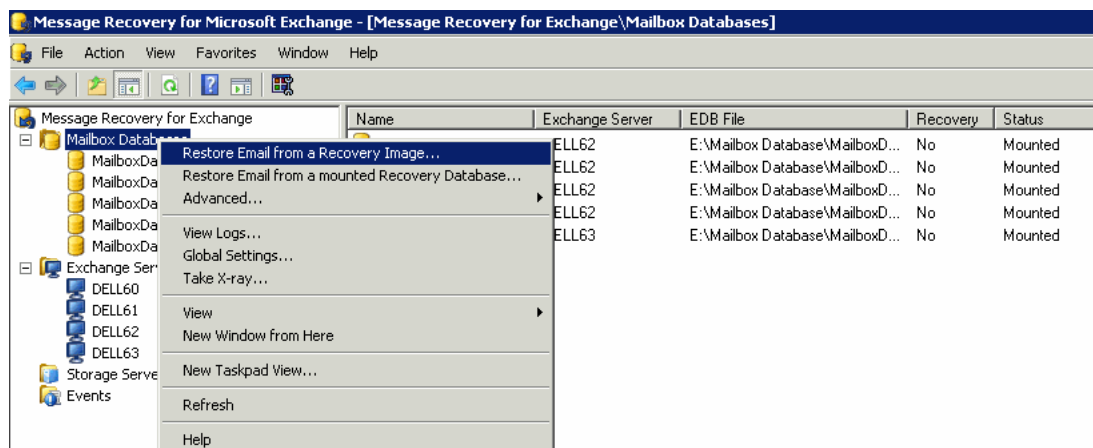 Message Recovery for Microsoft Exchange - [Message Recovery for Exchange\Mailbox Databases]
File Action View Favorites Window Help
Message Recovery for Exchange
Name Exchange Server EDB File Recovery Status
Mailbox Databases
Restore Email from a Recovery Image...
Restore Email from a mounted Recovery Database...
Advanced...
View Logs...
Global Settings...
Take X-ray...
View
New Window from Here
New Taskpad View...
Refresh
Help
MailboxDa
MailboxDa
MailboxDa
MailboxDa
MailboxDa
Exchange Ser
DELL60
DELL61
DELL62
DELL63
Storage Serve
Events
ELL62 E:\Mailbox Database\MailboxD... No Mounted
ELL62 E:\Mailbox Database\MailboxD... No Mounted
ELL62 E:\Mailbox Database\MailboxD... No Mounted
ELL62 E:\Mailbox Database\MailboxD... No Mounted
ELL63 E:\Mailbox Database\MailboxD... No Mounted